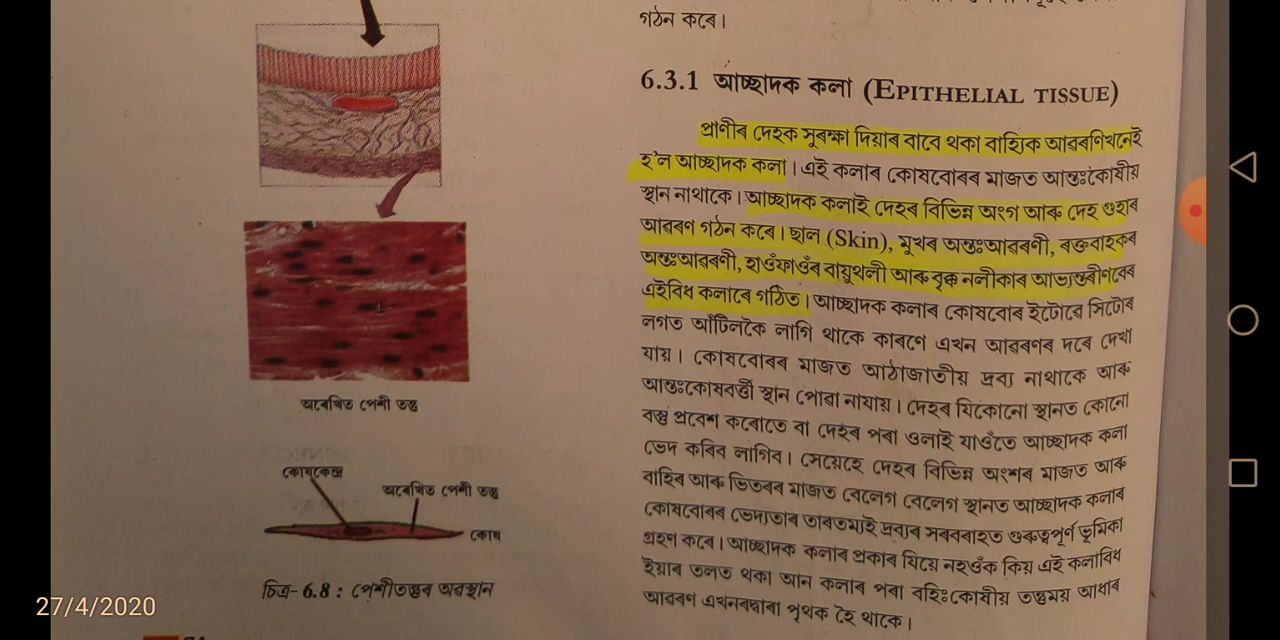 গঠন কৰে।
6.3.1 আচ্ছাদক কলা (EPITHELIAL TISSUE)
প্ৰাণীৰ দেহক সুৰক্ষা দিয়াৰ বাবে থকা বাহ্যিক আৱৰণিখনেই
হ'ল আচ্ছাদক কলা। এই কলাৰ কোষবোৰৰ মাজত আন্তঃকোষীয়
স্থান নাথাকে। আচ্ছাদক কলাই দেহৰ বিভিন্ন অংগ আৰু দেহ গুহাৰ
আৱৰণ গঠন কৰে। ছাল (Skin), মুখৰ অন্তঃআৱৰণী, ৰক্তবাহকৰ
অন্তঃআৱৰণী, হাওঁফাওঁৰ বায়ুথলী আৰু বৃক্ক নলীকাৰ আভ্যন্তৰীণবেৰ
এইবিধ কলাৰে গঠিত। আচ্ছাদক কলাৰ কোষবোৰ ইটোৱে সিটোৰ
লগত আঁটিলকৈ লাগি থাকে কাৰণে এখন আৱৰণৰ দৰে দেখা
যায়। কোষবোৰৰ মাজত আঠাজাতীয় দ্ৰব্য নাথাকে আৰু
আন্তঃকোষবৰ্ত্তী স্থান পোৱা নাযায়। দেহৰ যিকোনো স্থানত কোনো
বস্তু প্ৰবেশ কৰোতে বা দেহৰ পৰা ওলাই যাওঁতে আচ্ছাদক কলা
ভেদ কৰিব লাগিব। সেয়েহে দেহৰ বিভিন্ন অংশৰ মাজত আৰু
বাহিৰ আৰু ভিতৰৰ মাজত বেলেগ বেলেগ স্থানত আচ্ছাদক কলাৰ
কোষবোৰৰ ভেদ্যতাৰ তাৰতম্যই দ্ৰব্যৰ সৰবৰাহত গুৰুত্বপূৰ্ণ ভূমিকা
গ্ৰহণ কৰে। আচ্ছাদক কলাৰ প্ৰকাৰ যিয়ে নহওঁক কিয় এই কলাবিধ
ইয়াৰ তলত থকা আন কলাৰ পৰা বহিঃকোষীয় তন্তুময় আধাৰ
আৱৰণ এখনৰদ্বাৰা পৃথক হৈ থাকে।
অৰেখিত পেশী তন্তু
কোষকেন্দ্ৰ
অৰেখিত পেশী তন্তু
কোষ
চিত্ৰ- 6.8 : পেশীতন্তুৰ অৱস্থান
27/4/2020